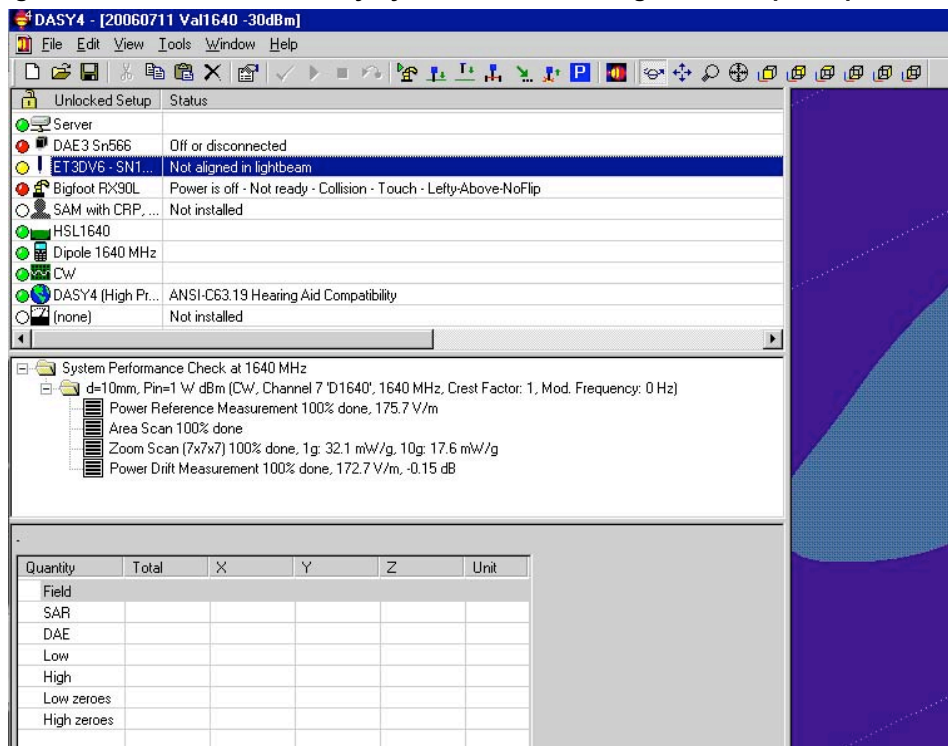 DASY4 - [20060711 Val1640 -30dBm]
File Edit View Tools Window Help
Unlocked Setup Status
Server
DAE3 Sn566 Off or disconnected
ET3DV6 - SN1... Not aligned in lightbeam
Bigfoot RX90L Power is off - Not ready - Collision - Touch - Lefty-Above-NoFlip
SAM with CRP, ... Not installed
HSL1640
Dipole 1640 MHz
CW
DASY4 (High Pr... ANSI-C63.19 Hearing Aid Compatibility
(none) Not installed
System Performance Check at 1640 MHz
d=10mm, Pin=1 W dBm (CW, Channel 7 'D1640', 1640 MHz, Crest Factor: 1, Mod. Frequency: 0 Hz)
Power Reference Measurement 100% done, 175.7 V/m
Area Scan 100% done
Zoom Scan (7x7x7) 100% done, 1g: 32.1 mW/g, 10g: 17.6 mW/g
Power Drift Measurement 100% done, 172.7 V/m, -0.15 dB
-
Quantity Total X Y Z Unit
Field
SAR
DAE
Low
High
Low zeroes
High zeroes